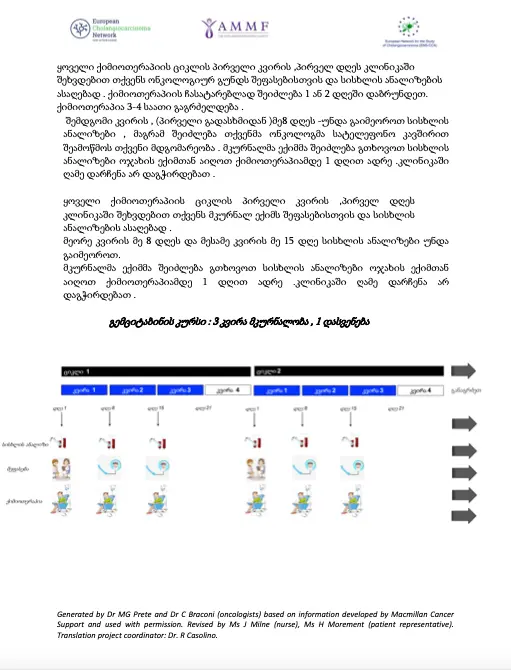 European
Cholangiocarcinoma
Network
AMMF
European Network for the Study
of Cholangiocarcinoma (ENS-CCA)
ყოველი ქიმიოთერაპიის ციკლის პირველი კვირის ,პირველ დღეს კლინიკაში
შეხვდებით თქვენს ონკოლოგიურ გუნდს შეფასებისთვის და სისხლის ანალიზების
ასაღებად . ქიმიოთერაპიის ჩასატარებლად შეიძლება 1 ან 2 დღეში დაბრუნდეთ.
ქიმიოთერაპია 3-4 საათი გაგრძელდება .
შემდგომი კვირის , (პირველი გადასხმიდან )მე8 დღეს -უნდა გაიმეოროთ სისხლის
ანალიზები , მაგრამ შეიძლება თქვენმა ონკოლოგმა სატელეფონო კავშირით
შეამოწმოს თქვენი მდგომარეობა . მკურნალმა ექიმმა შეიძლება გთხოვოთ სისხლის
ანალიზები ოჯახის ექიმთან აიღოთ ქიმიოთერაპიამდე 1 დღით ადრე .კლინიკაში
ღამე დარჩენა არ დაგჭირდებათ .
ყოველი ქიმიოთერაპიის ციკლის პირველი კვირის ,პირველ დღეს
კლინიკაში შეხვდებით თქვენს მკურნალ ექიმს შეფასებისთვის და სისხლის
ანალიზების ასაღებად .
მეორე კვირის მე 8 დღეს და მესამე კვირის მე 15 დღე სისხლის ანალიზები უნდა
გაიმეოროთ.
მკურნალმა ექიმმა შეიძლება გთხოვოთ სისხლის ანალიზები ოჯახის ექიმთან
აიღოთ ქიმიოთერაპიამდე 1 დღით ადრე .კლინიკაში ღამე დარჩენა არ
დაგჭირდებათ .
გემციტაბინის კურსი : 3 კვირა მკურნალობა , 1 დასვენება
ციკლი 1 ციკლი 2
კვირა 1 კვირა 2 კვირა 3 კვირა 4 კვირა 1 კვირა 2 კვირა 3 კვირა 4 განაგრძეთ
დღე 1 დღე 8 დღე 15 დღე 21 დღე 1 დღე 8 დღე 15 დღე 21
სისხლის ანალიზი
შეფასება
ქიმიოთერაპია
Generated by Dr MG Prete and Dr C Braconi (oncologists) based on information developed by Macmillan Cancer
Support and used with permission. Revised by Ms J Milne (nurse), Ms H Morement (patient representative).
Translation project coordinator: Dr. R Casolino.